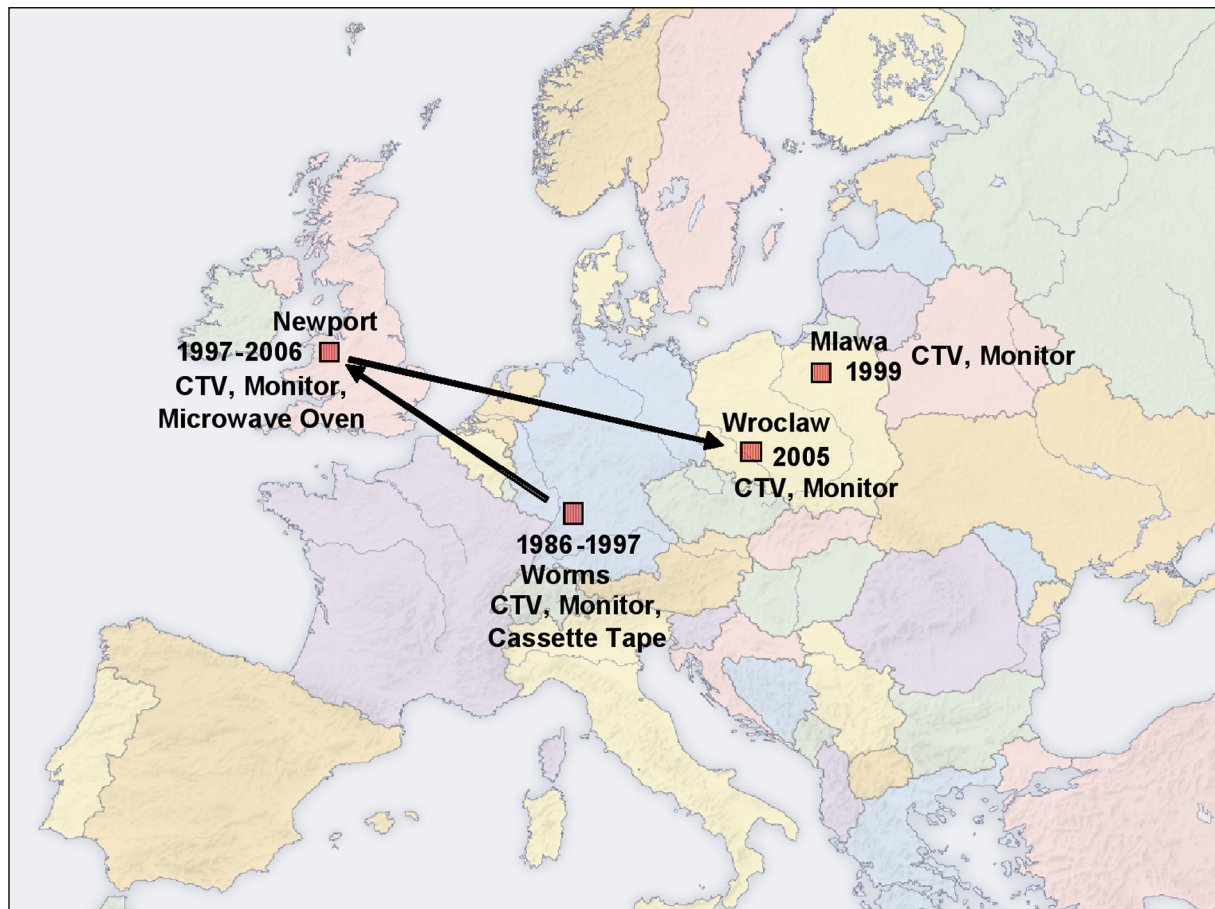 Newport
1997-2006
CTV, Monitor,
Microwave Oven
Mlawa
1999
CTV, Monitor
Wroclaw
2005
CTV, Monitor
1986-1997
Worms
CTV, Monitor,
Cassette Tape